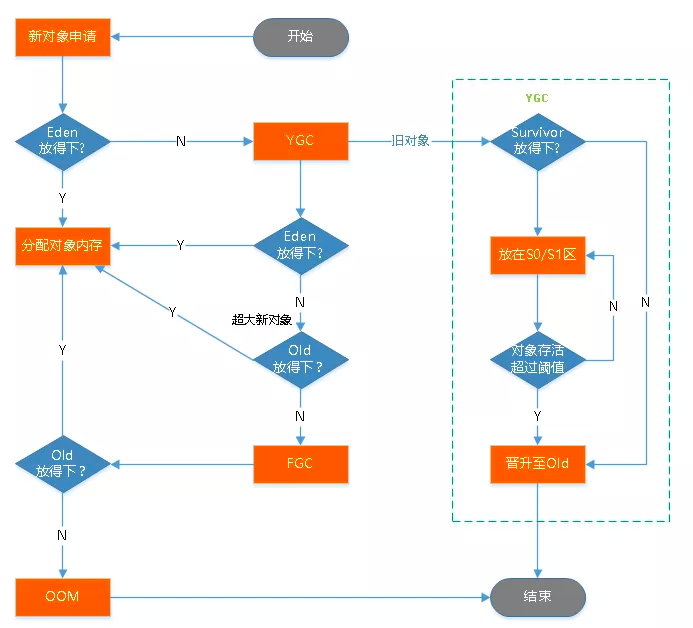 新对象申请
开始
YGC
Eden
放得下?
N
YGC
旧对象
Survivor
放得下?
Y
分配对象内存
Y
Eden
放得下?
放在S0/S1区
N
N
N
超大新对象
Y
Y
Old
放得下？
对象存活
超过阈值
N
Y
Old
放得下？
FGC
晋升至Old
N
OOM
结束